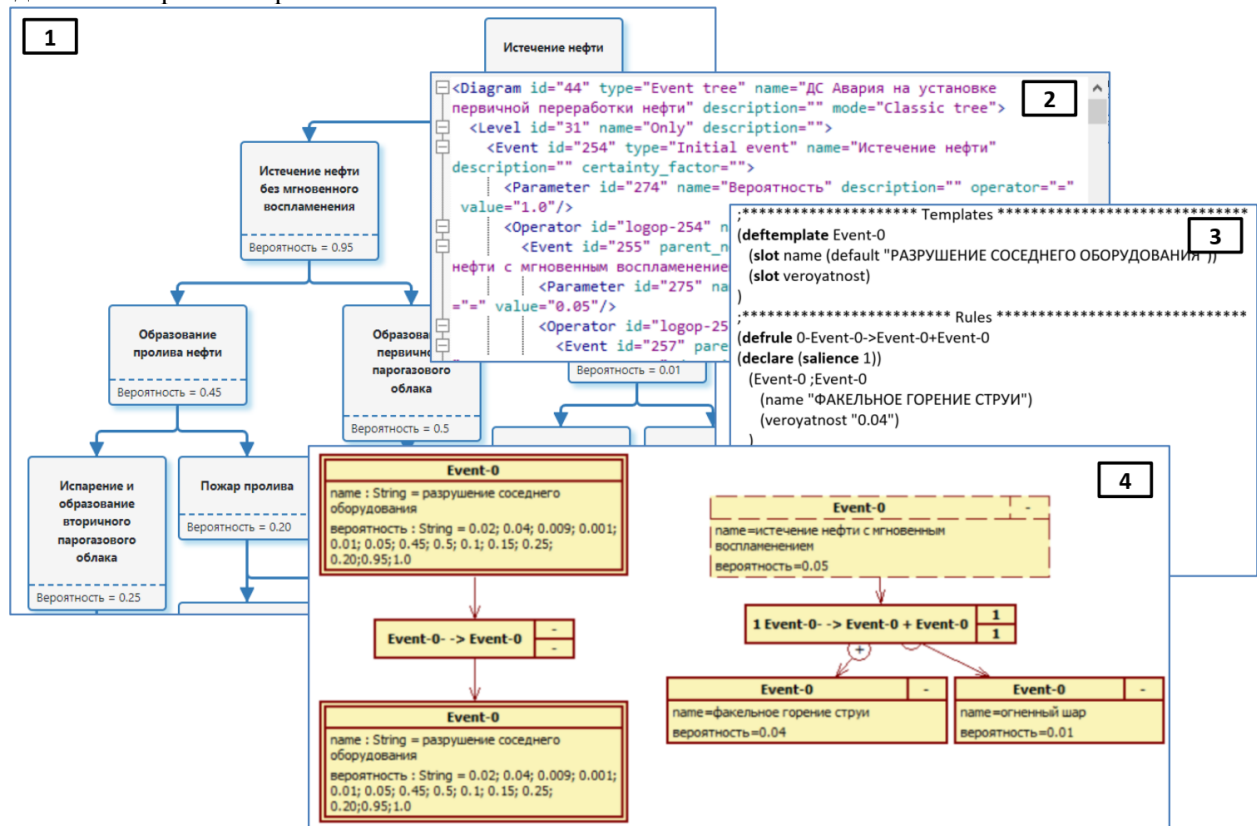 1
Истечение нефти
Истечение нефти
без мгновенного
воспламенения
Вероятность = 0.95
Образование
пролива нефти
Вероятность = 0.45
первичн
парогазового
облака
Вероятность = 0.5
Вероятность = 0.01
Испарение и
образование
вторичного
парогазового
облака
Вероятность = 0.25
Пожар пролива
Вероятность = 0.20
2
<Diagram id="44" type="Event tree" name="ДС Авария на установке
первичной переработки нефти" description="" mode="Classic tree">
<Level id="31" name="Only" description="">
<Event id="254" type="Initial event" name="Истечение нефти"
description="" certainty_factor="">
<Parameter id="274" name="Вероятность" description="" operator="="
value="1.0"/>
<Operator id="logop-254" n
<Event id="255" parent_n
нефти с мгновенным воспламенение
<Parameter id="275" na
="=" value="0.05"/>
<Operator id="logop-25
<Event id="257" pare
3
;********************* Templates ******************************
(deftemplate Event-0
(slot name (default "РАЗРУШЕНИЕ СОСЕДНЕГО ОБОРУДОВАНИЯ"))
(slot veroyatnost)
)
;************************* Rules ********************************
(defrule 0-Event-0->Event-0+Event-0
(declare (salience 1))
(Event-0 ;Event-0
(name "ФАКЕЛЬНОЕ ГОРЕНИЕ СТРУИ")
(veroyatnost "0.04")
)
4
Event-0
name : String = разрушение соседнего
оборудования
вероятность : String = 0.02; 0.04; 0.009; 0.001;
0.01; 0.05; 0.45; 0.5; 0.1; 0.15; 0.25;
0.20;0.95;1.0
Event-0- -> Event-0
-
-
Event-0
name : String = разрушение соседнего
оборудования
вероятность : String = 0.02; 0.04; 0.009; 0.001;
0.01; 0.05; 0.45; 0.5; 0.1; 0.15; 0.25;
0.20;0.95;1.0
Event-0 -
name=истечение нефти с мгновенным
воспламенением
вероятность=0.05
1 Event-0- -> Event-0 + Event-0
1
1
+
Event-0 -
name=факельное горение струи
вероятность=0.04
Event-0 -
name=огненный шар
вероятность=0.01